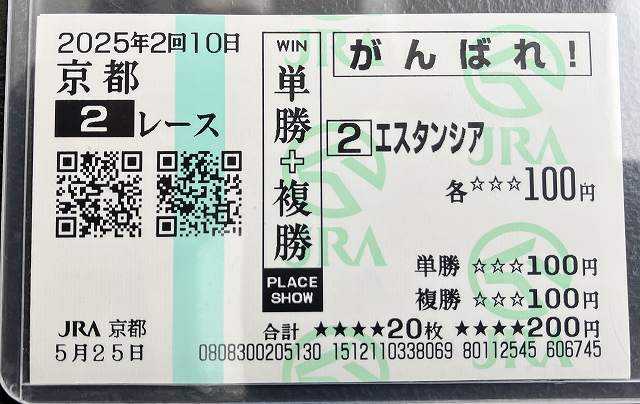 2025年2回10日
京都
2 レース
JRA 京都
5月25日
WIN
単勝+複勝
PLACE
SHOW
がんばれ!
2 エスタンシア
各☆☆☆100円
単勝 ☆☆☆100円
複勝 ☆☆☆100円
合計 ★★★★20枚 ★★★★200円
0808300205130 1512110338069 80112545 606745
JRA
JRA